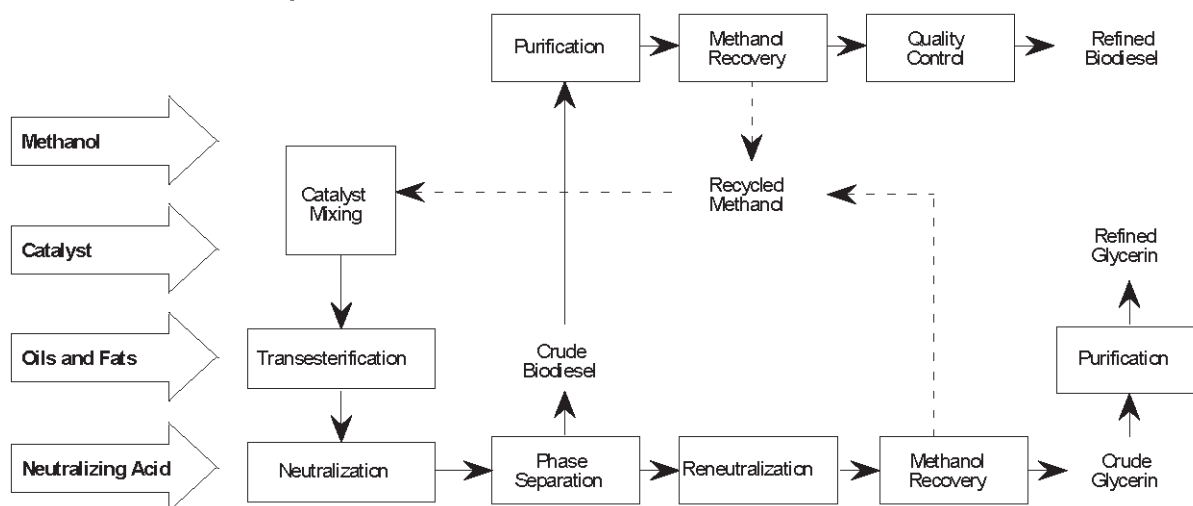 Purification
Methanol
Recovery
Quality
Control
Refined
Biodiesel
Methanol
Catalyst
Mixing
Recycled
Methanol
Catalyst
Refined
Glycerin
Oils and Fats
Transesterification
Crude
Biodiesel
Purification
Neutralizing Acid
Neutralization
Phase
Separation
Reneutralization
Methanol
Recovery
Crude
Glycerin